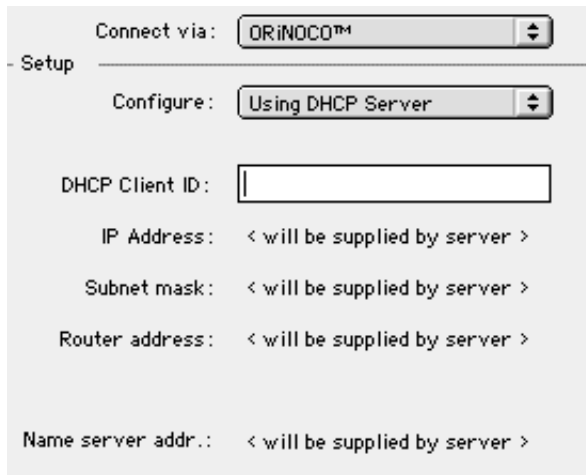 Connect via: ORiNOCO™
Setup
Configure: Using DHCP Server
DHCP Client ID:
IP Address: < will be supplied by server >
Subnet mask: < will be supplied by server >
Router address: < will be supplied by server >
Name server addr.: < will be supplied by server >